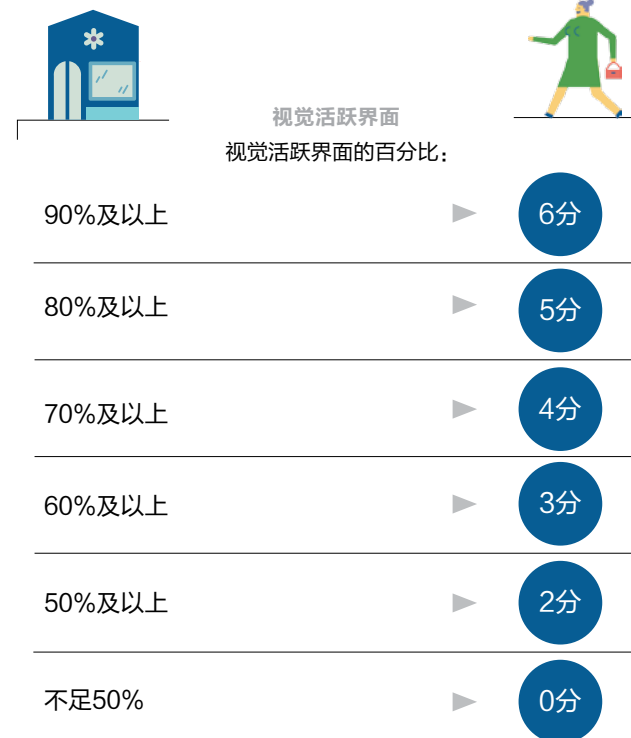 视觉活跃界面
视觉活跃界面的百分比：
90%及以上
6分
80%及以上
5分
70%及以上
4分
60%及以上
3分
50%及以上
2分
不足50%
0分